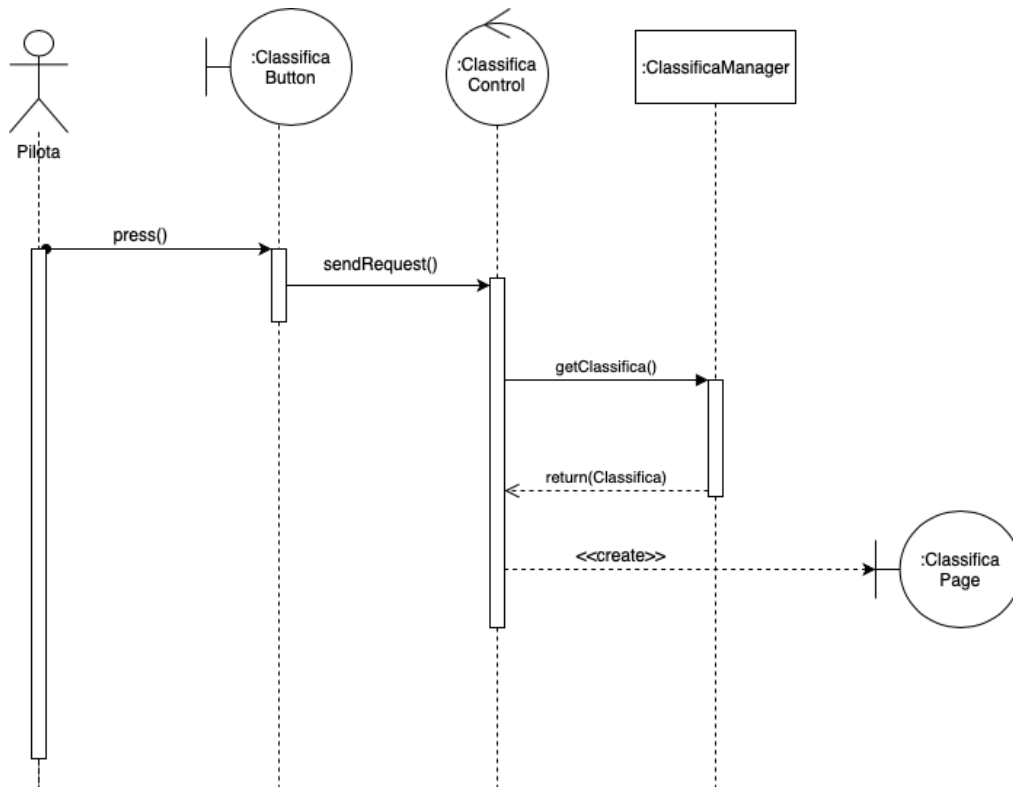 :Classifica
Button
:Classifica
Control
:ClassificaManager
Pilota
press()
sendRequest()
getClassifica()
return(Classifica)
<<create>>
:Classifica
Page